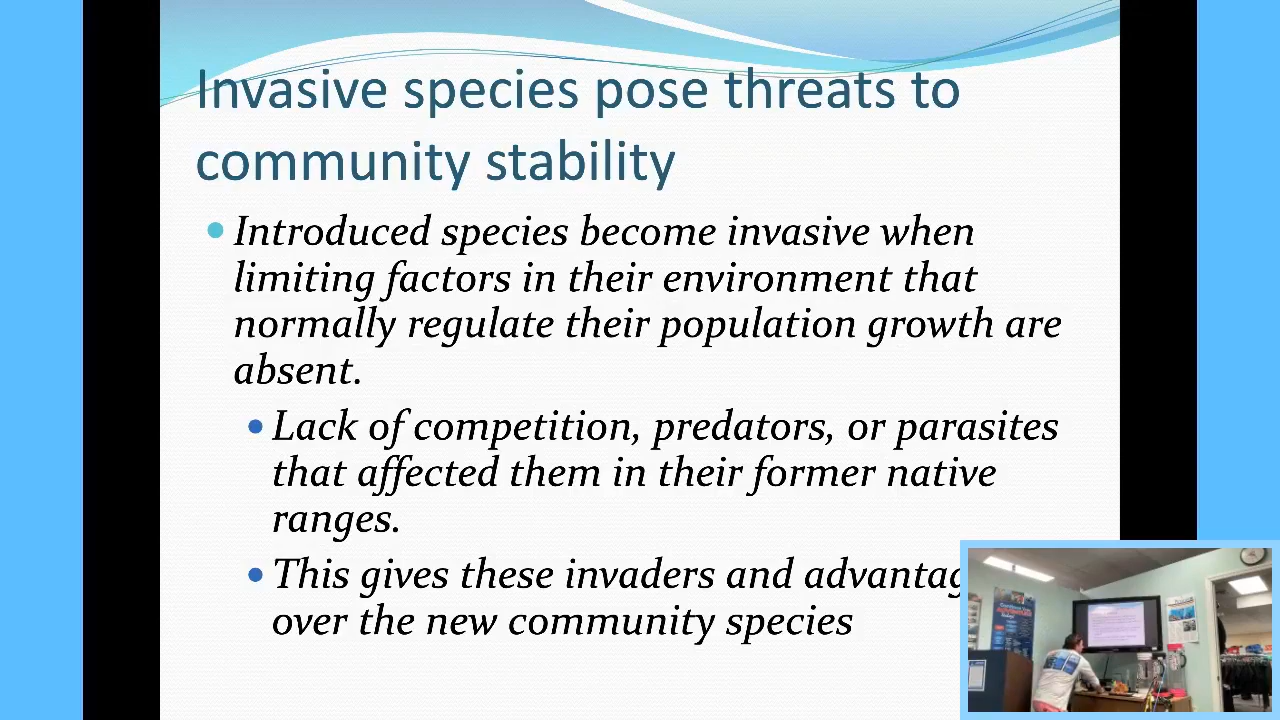 Invasive species pose threats to
community stability
Introduced species become invasive when
limiting factors in their environment that
normally regulate their population growth are
absent.
Lack of competition, predators, or parasites
that affected them in their former native
ranges.
This gives these invaders and advantag
over the new community species